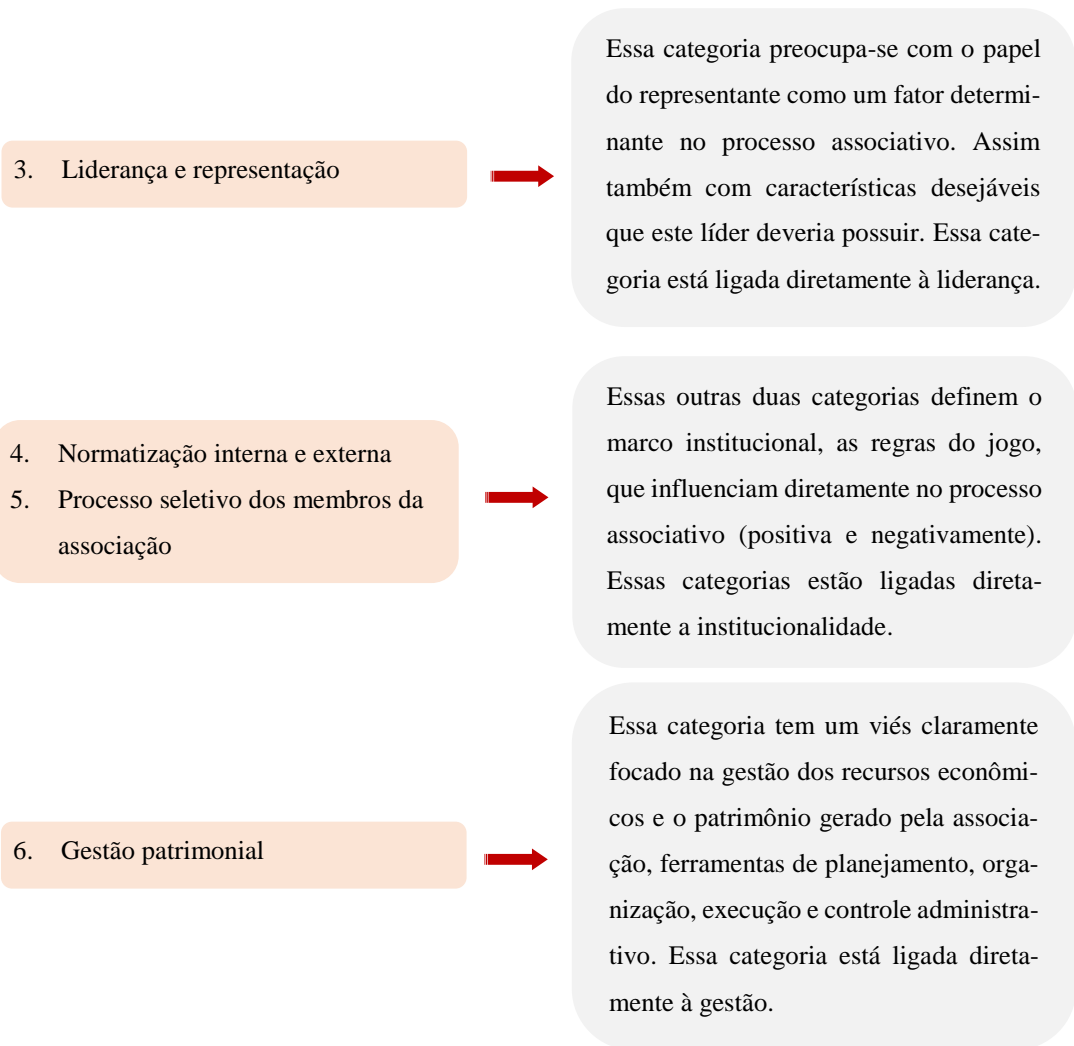 3. Liderança e representação
Essa categoria preocupa-se com o papel
do representante como um fator determi-
nante no processo associativo. Assim
também com características desejáveis
que este líder deveria possuir. Essa cate-
goria está ligada diretamente à liderança.
4. Normatização interna e externa
5. Processo seletivo dos membros da
associação
Essas outras duas categorias definem o
marco institucional, as regras do jogo,
que influenciam diretamente no processo
associativo (positiva e negativamente).
Essas categorias estão ligadas direta-
mente a institucionalidade.
6. Gestão patrimonial
Essa categoria tem um viés claramente
focado na gestão dos recursos econômi-
cos e o patrimônio gerado pela associa-
ção, ferramentas de planejamento, orga-
nização, execução e controle administra-
tivo. Essa categoria está ligada direta-
mente à gestão.